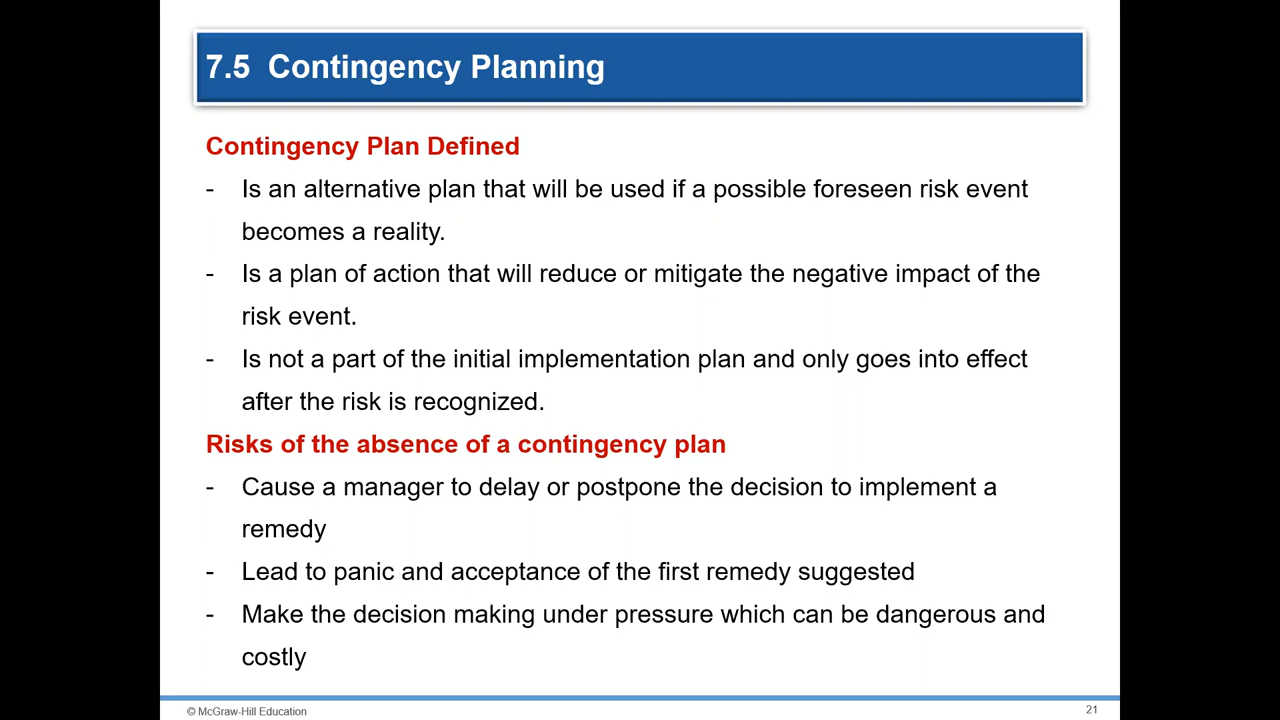 7.5 Contingency Planning
Contingency Plan Defined
- Is an alternative plan that will be used if a possible foreseen risk event
becomes a reality.
- Is a plan of action that will reduce or mitigate the negative impact of the
risk event.
- Is not a part of the initial implementation plan and only goes into effect
after the risk is recognized.
Risks of the absence of a contingency plan
- Cause a manager to delay or postpone the decision to implement a
remedy
- Lead to panic and acceptance of the first remedy suggested
- Make the decision making under pressure which can be dangerous and
costly
© McGraw-Hill Education
21